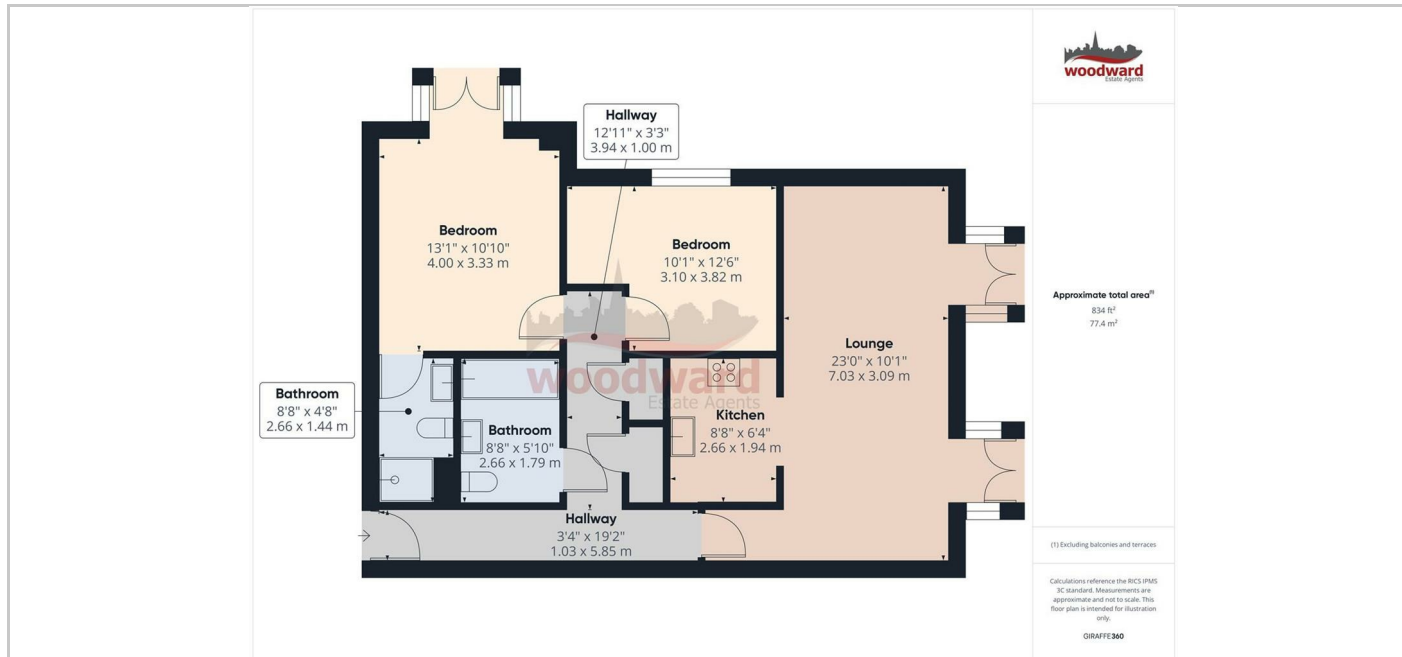 Hallway
12'11" x 3'3"
3.94 x 1.00 m
Bedroom
13'1" x 10'10"
4.00 x 3.33 m
Bedroom
10'1" x 12'6"
3.10 x 3.82 m
Lounge
23'0" x 10'1"
7.03 x 3.09 m
Bathroom
8'8" x 4'8"
2.66 x 1.44 m
Bathroom
8'8" x 5'10"
2.66 x 1.79 m
Kitchen
8'8" x 6'4"
2.66 x 1.94 m
Hallway
3'4" x 19'2"
1.03 x 5.85 m
woodward
Estate Agents
woodward
Estate Agents
Approximate total area⁽¹⁾
834 ft²
77.4 m²
(1) Excluding balconies and terraces
Calculations reference the RICS IPMS
3C standard. Measurements are
approximate and not to scale. This
floor plan is intended for illustration
only.
GIRAFFE360